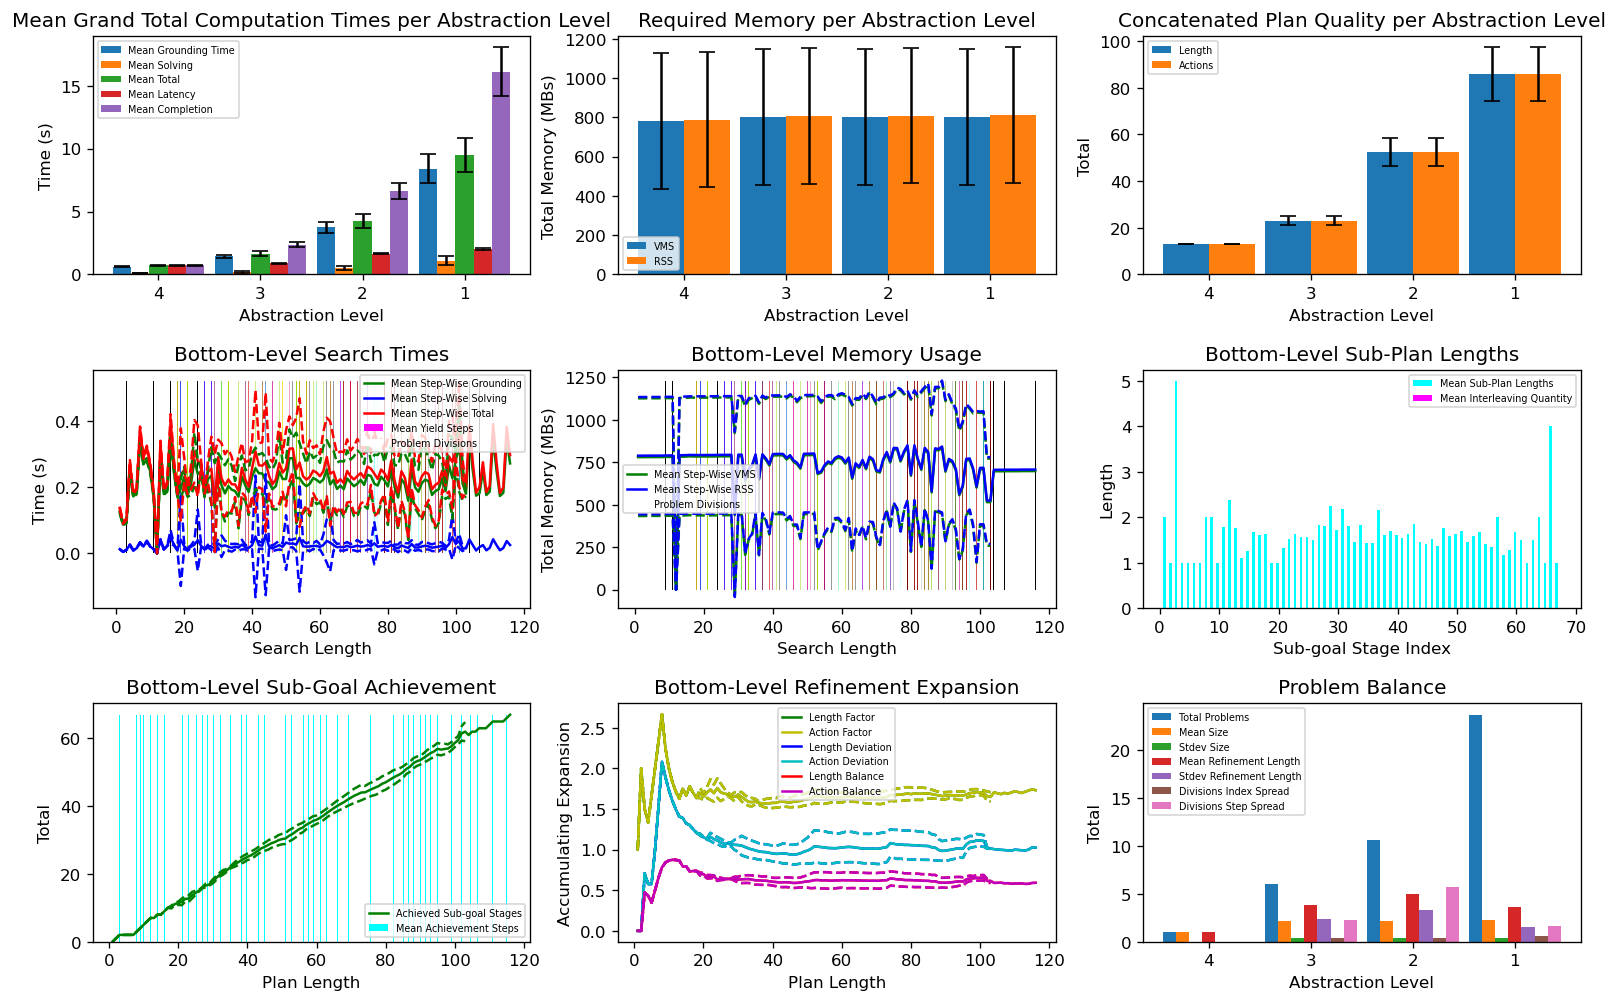 Mean Grand Total Computation Times per Abstraction Level
Time (s)
15
10
5
0
Mean Grounding Time
Mean Solving
Mean Total
Mean Latency
Mean Completion
4 3 2 1
Abstraction Level
Required Memory per Abstraction Level
Total Memory (MBs)
1200
1000
800
600
400
200
0
VMS
RSS
4 3 2 1
Abstraction Level
Concatenated Plan Quality per Abstraction Level
Total
100
80
60
40
20
0
Length
Actions
4 3 2 1
Abstraction Level
Bottom-Level Search Times
Time (s)
0.4
0.2
0.0
Mean Step-Wise Grounding
Mean Step-Wise Solving
Mean Step-Wise Total
Mean Yield Steps
Problem Divisions
0 20 40 60 80 100 120
Search Length
Bottom-Level Memory Usage
Total Memory (MBs)
1250
1000
750
500
250
0
Mean Step-Wise VMS
Mean Step-Wise RSS
Problem Divisions
0 20 40 60 80 100 120
Search Length
Bottom-Level Sub-Plan Lengths
Length
5
4
3
2
1
0
Mean Sub-Plan Lengths
Mean Interleaving Quantity
0 10 20 30 40 50 60 70
Sub-goal Stage Index
Bottom-Level Sub-Goal Achievement
Total
60
40
20
0
Achieved Sub-goal Stages
Mean Achievement Steps
0 20 40 60 80 100 120
Plan Length
Bottom-Level Refinement Expansion
Accumulating Expansion
2.5
2.0
1.5
1.0
0.5
0.0
Length Factor
Action Factor
Length Deviation
Action Deviation
Length Balance
Action Balance
0 20 40 60 80 100 120
Plan Length
Problem Balance
Total
20
15
10
5
0
Total Problems
Mean Size
Stdev Size
Mean Refinement Length
Stdev Refinement Length
Divisions Index Spread
Divisions Step Spread
4 3 2 1
Abstraction Level